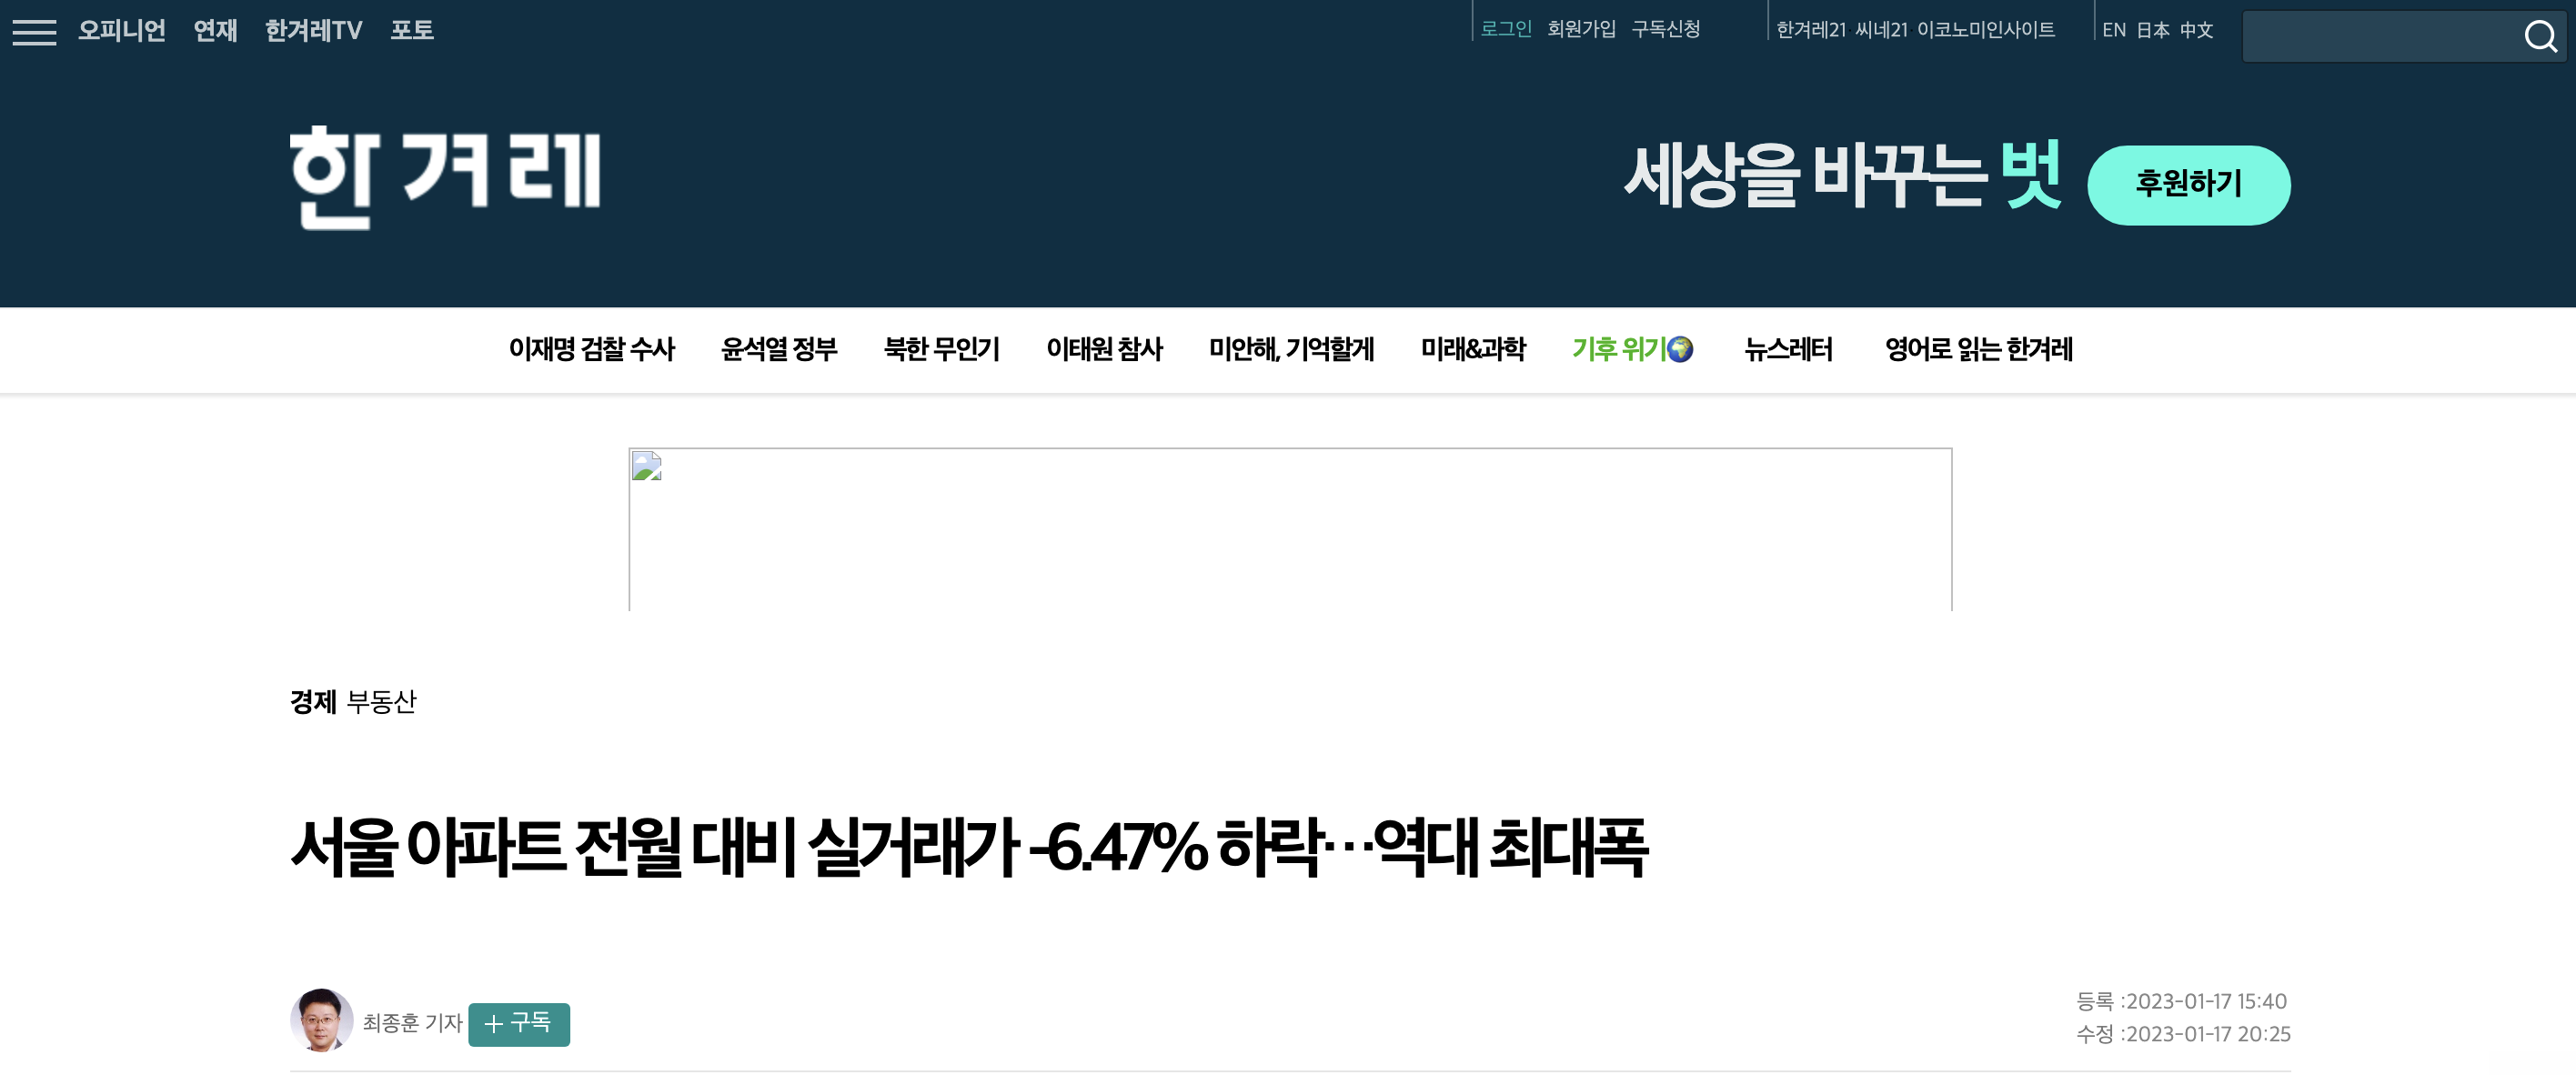 오피니언 연재 한겨레TV 포토 로그인 회원가입 구독신청 한겨레21 씨네21 이코노미인사이트 EN 日本 中文
한겨레 세상을 바꾸는 벗 후원하기
이재명 검찰 수사 윤석열 정부 북한 무인기 이태원 참사 미안해, 기억할게 미래&과학 기후 위기🌍 뉴스레터 영어로 읽는 한겨레
경제 부동산
서울 아파트 전월 대비 실거래가 -6.47% 하락…역대 최대폭
최종훈 기자 + 구독
등록 :2023-01-17 15:40
수정 :2023-01-17 20:25